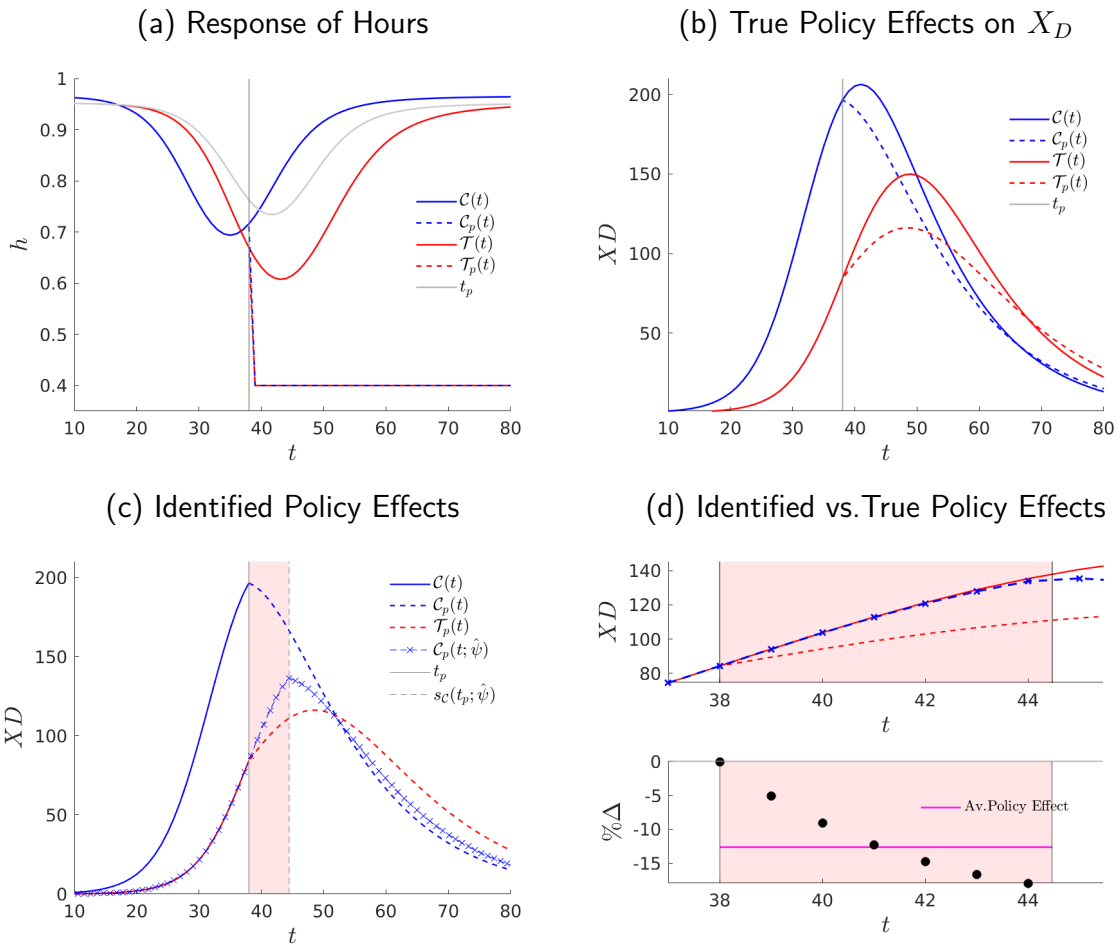 (a) Response of Hours
1
0.9
0.8
0.7
0.6
0.5
0.4
h
10 20 30 40 50 60 70 80
t
C(t)
C_p(t)
T(t)
T_p(t)
t_p
(b) True Policy Effects on X_D
200
150
100
50
XD
10 20 30 40 50 60 70 80
t
C(t)
C_p(t)
T(t)
T_p(t)
t_p
(c) Identified Policy Effects
200
150
100
50
0
XD
10 20 30 40 50 60 70 80
t
C(t)
C_p(t)
T_p(t)
C_p(t; ψ̂)
t_p
s_C(t_p; ψ̂)
(d) Identified vs.True Policy Effects
140
120
100
80
XD
38 40 42 44
t
0
-5
-10
-15
%Δ
Av.Policy Effect
38 40 42 44
t